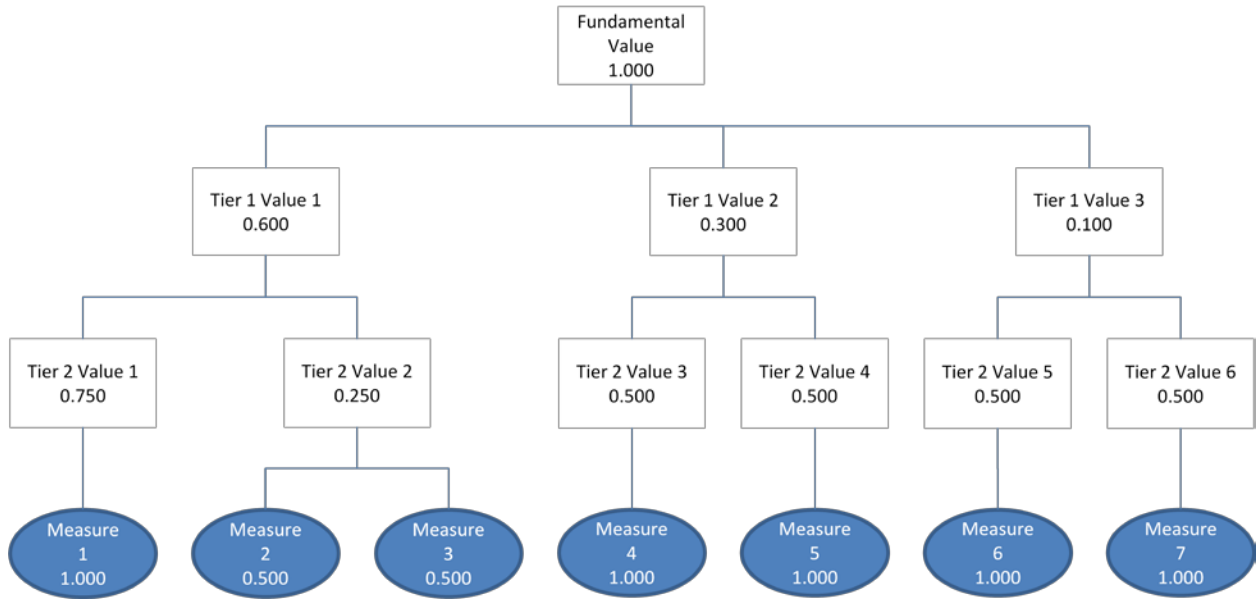 Fundamental
Value
1.000
Tier 1 Value 1
0.600
Tier 1 Value 2
0.300
Tier 1 Value 3
0.100
Tier 2 Value 1
0.750
Tier 2 Value 2
0.250
Tier 2 Value 3
0.500
Tier 2 Value 4
0.500
Tier 2 Value 5
0.500
Tier 2 Value 6
0.500
Measure
1
1.000
Measure
2
0.500
Measure
3
0.500
Measure
4
1.000
Measure
5
1.000
Measure
6
1.000
Measure
7
1.000